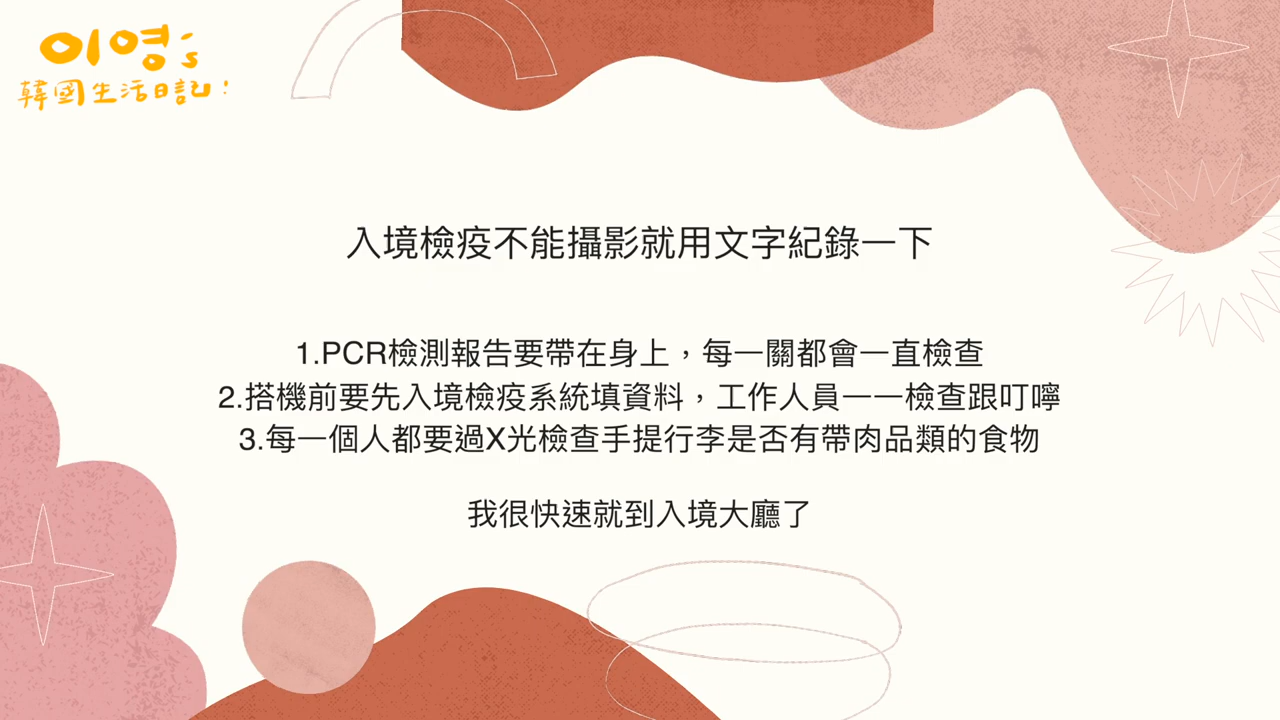 이영's
韓國生活日記!
入境檢疫不能攝影就用文字紀錄一下
1.PCR檢測報告要帶在身上，每一關都會一直檢查
2.搭機前要先入境檢疫系統填資料，工作人員一一檢查跟叮嚀
3.每一個人都要過X光檢查手提行李是否有帶肉品類的食物
我很快速就到入境大廳了